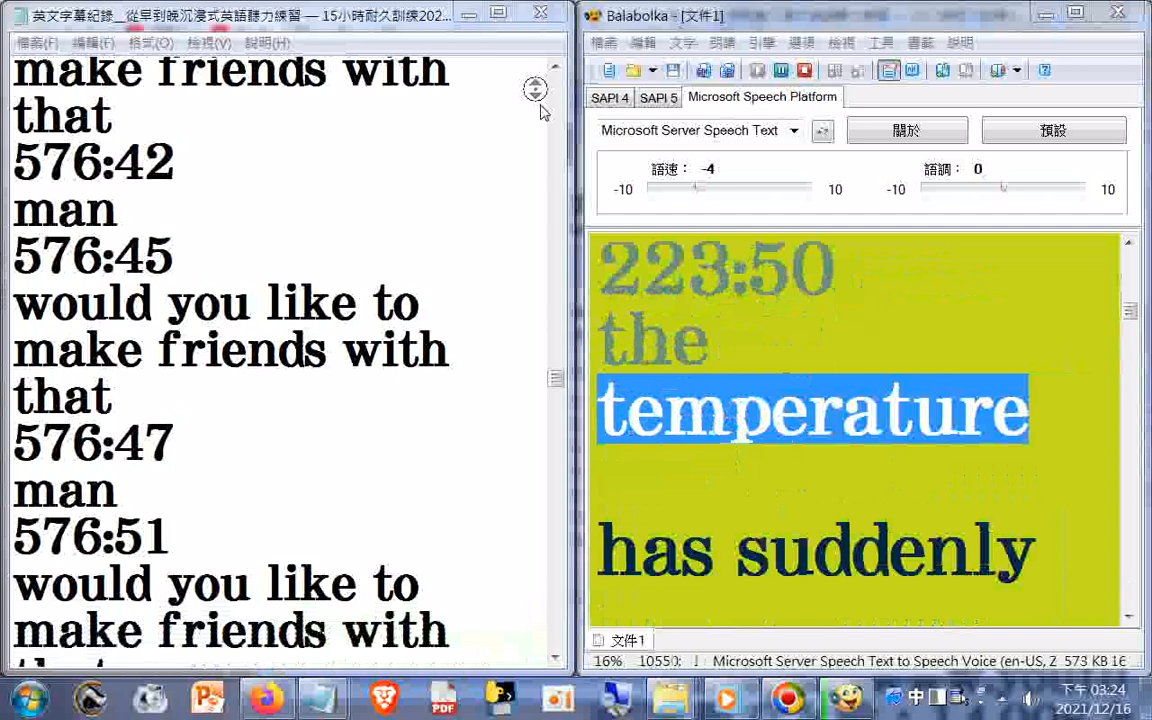 英文字幕紀錄__從早到晚沉浸式英語聽力練習 — 15小時耐久訓練202...
檔案(F) 編輯(E) 格式(O) 檢視(V) 說明(H)
make friends with
that
576:42
man
576:45
would you like to
make friends with
that
576:47
man
576:51
would you like to
make friends with
Balabolka - [文件1]
檔案 編輯 文字 朗讀 引擎 選項 檢視 工具 書籤 說明
SAPI 4 SAPI 5 Microsoft Speech Platform
Microsoft Server Speech Text 關於 預設
語速： -4 語調： 0
-10 10 -10 10
223:50
the
temperature
has suddenly
文件1
16% 10550: Microsoft Server Speech Text to Speech Voice (en-US, Z 573 KB 16
PDF 中 下午 03:24
2021/12/16